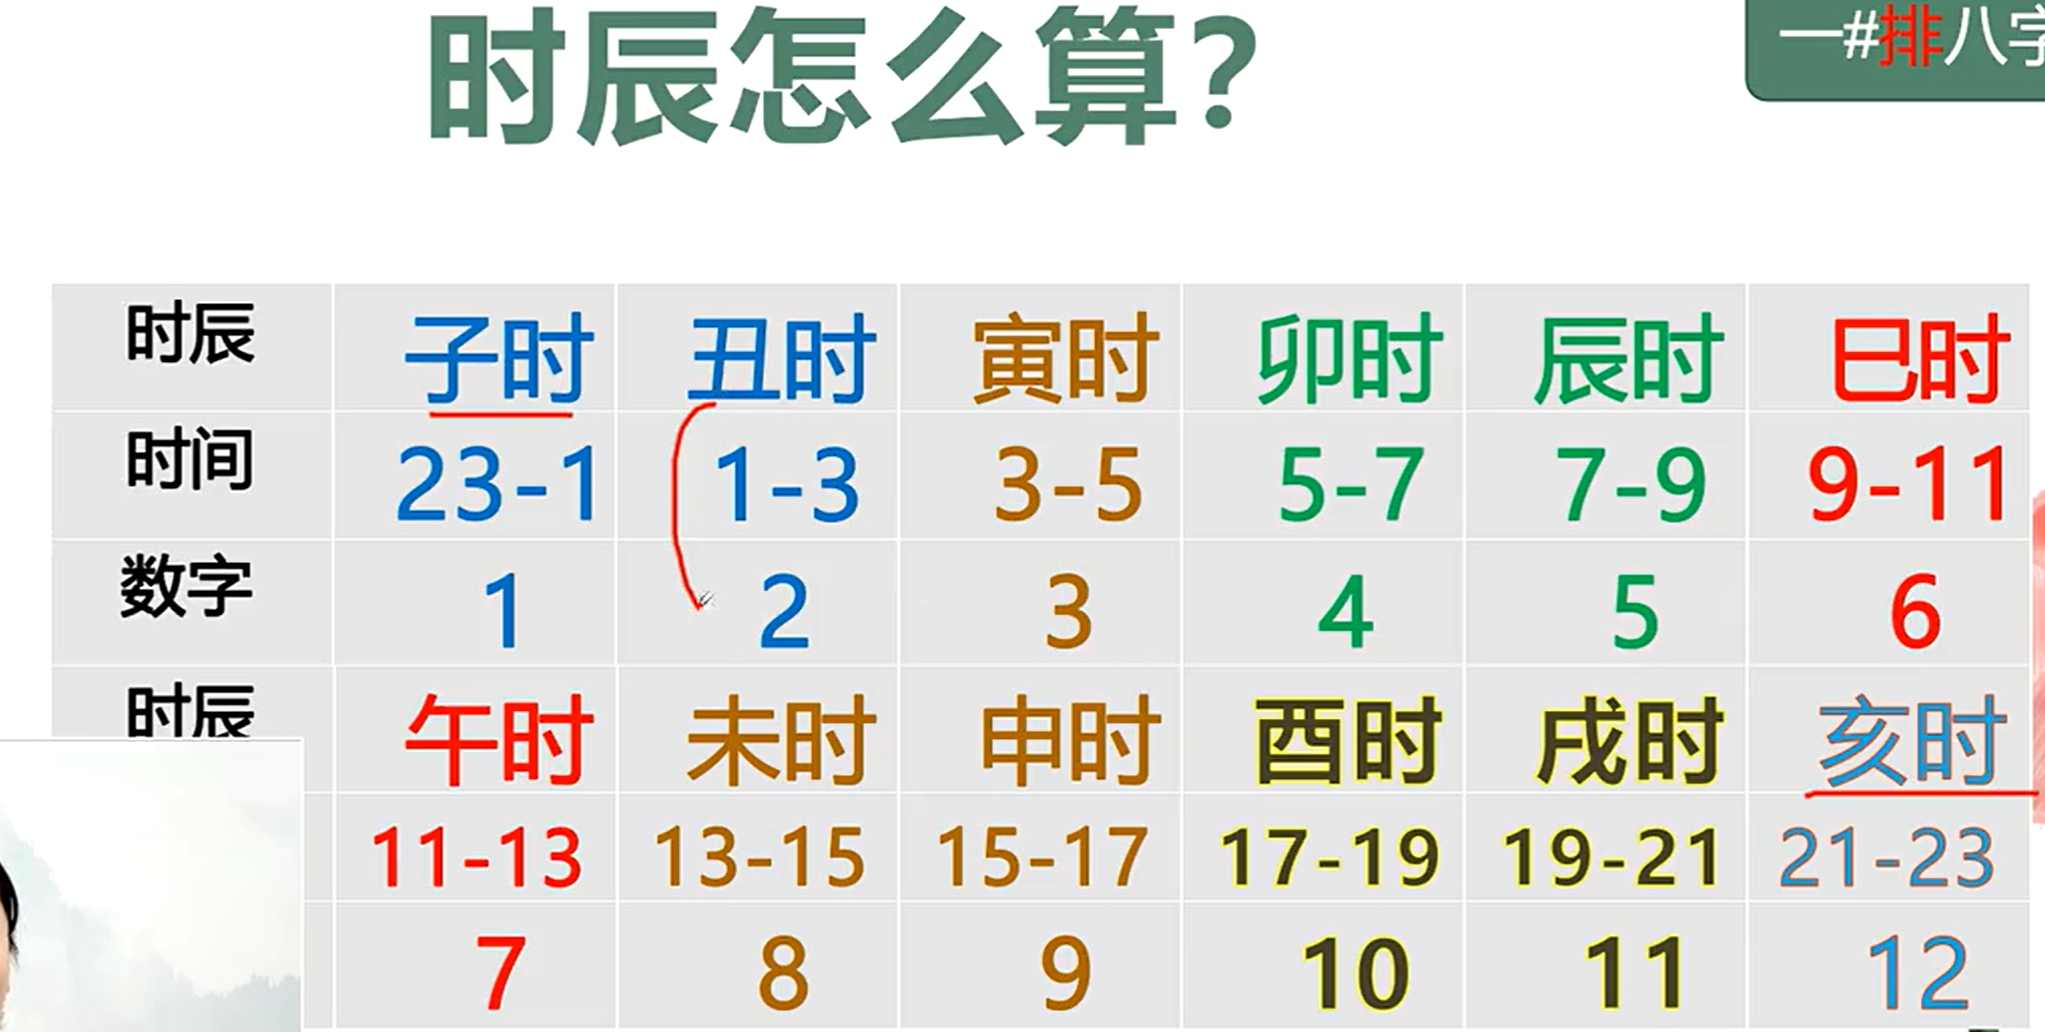 时辰怎么算？
一#排八字
时辰 子时 丑时 寅时 卯时 辰时 巳时
时间 23-1 1-3 3-5 5-7 7-9 9-11
数字 1 2 3 4 5 6
时辰 午时 未时 申时 酉时 戌时 亥时
11-13 13-15 15-17 17-19 19-21 21-23
7 8 9 10 11 12